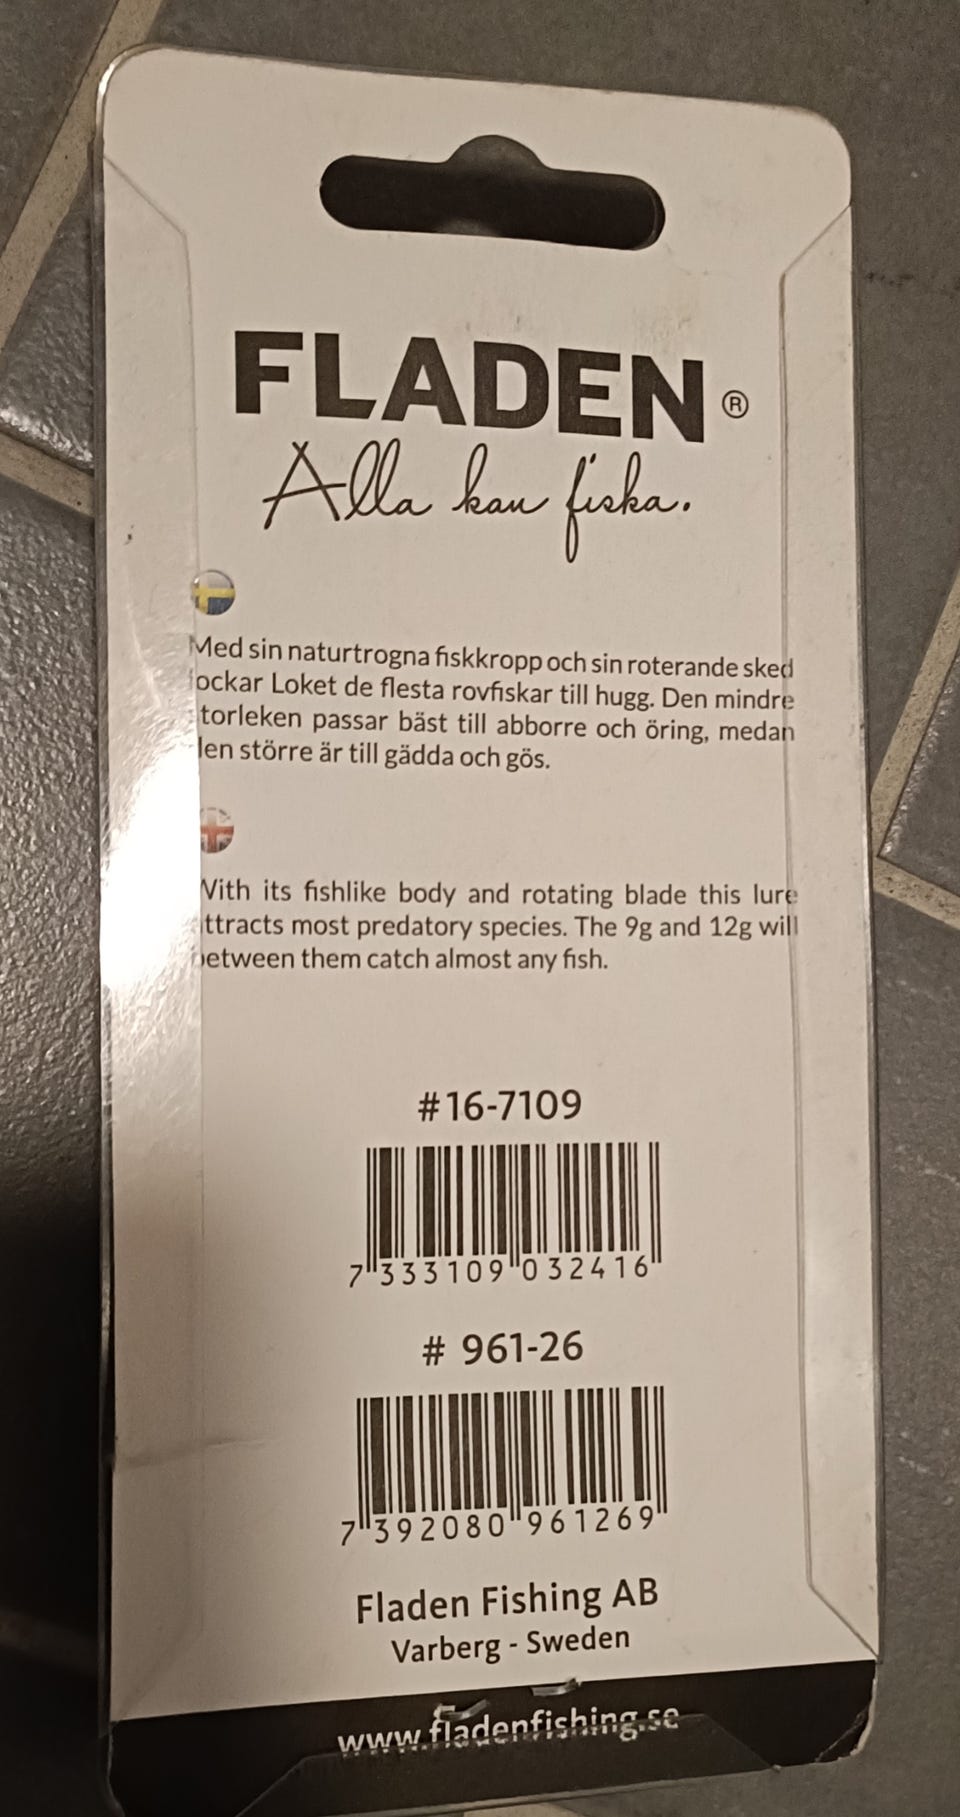 FLADEN®
Alla kan fiska.
Med sin naturtrogna fiskkropp och sin roterande sked
lockar Loket de flesta rovfiskar till hugg. Den mindre
storleken passar bäst till abborre och öring, medan
den större är till gädda och gös.
With its fishlike body and rotating blade this lure
attracts most predatory species. The 9g and 12g will
between them catch almost any fish.
#16-7109
7 333109 032416
# 961-26
7 392080 961269
Fladen Fishing AB
Varberg - Sweden
www.fladenfishing.se